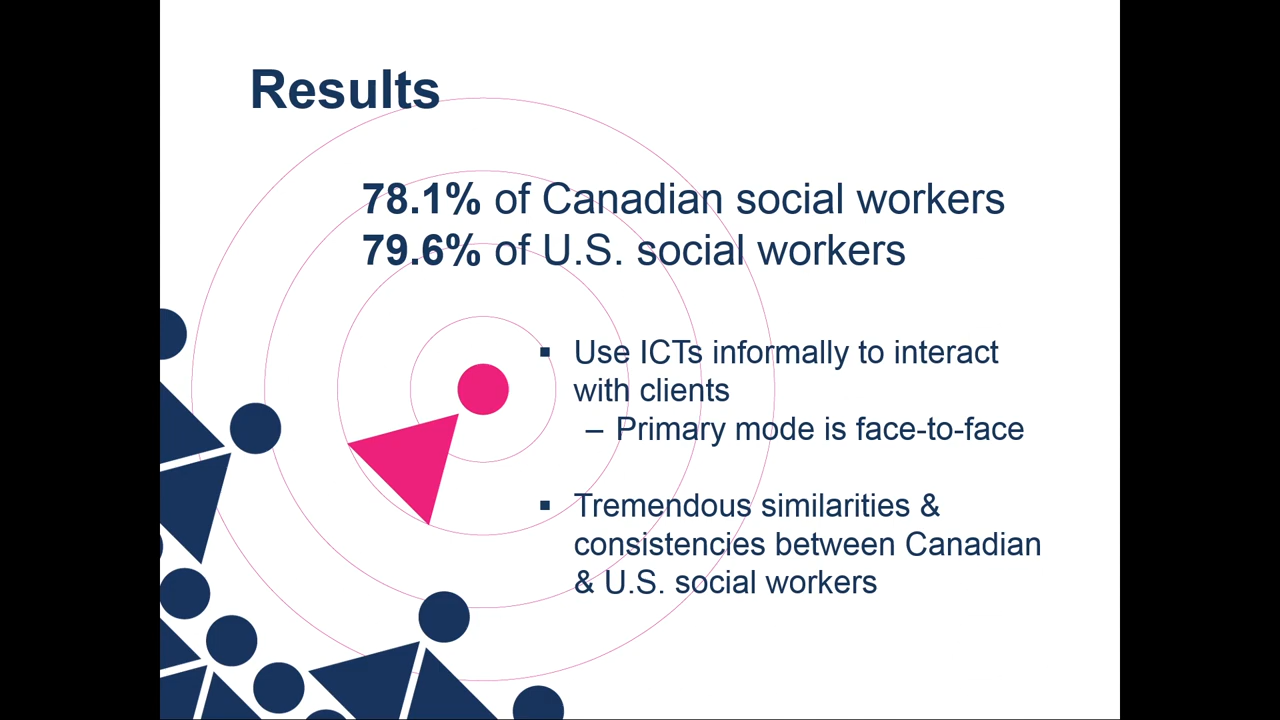 Results
78.1% of Canadian social workers
79.6% of U.S. social workers
▪ Use ICTs informally to interact
with clients
– Primary mode is face-to-face
▪ Tremendous similarities &
consistencies between Canadian
& U.S. social workers